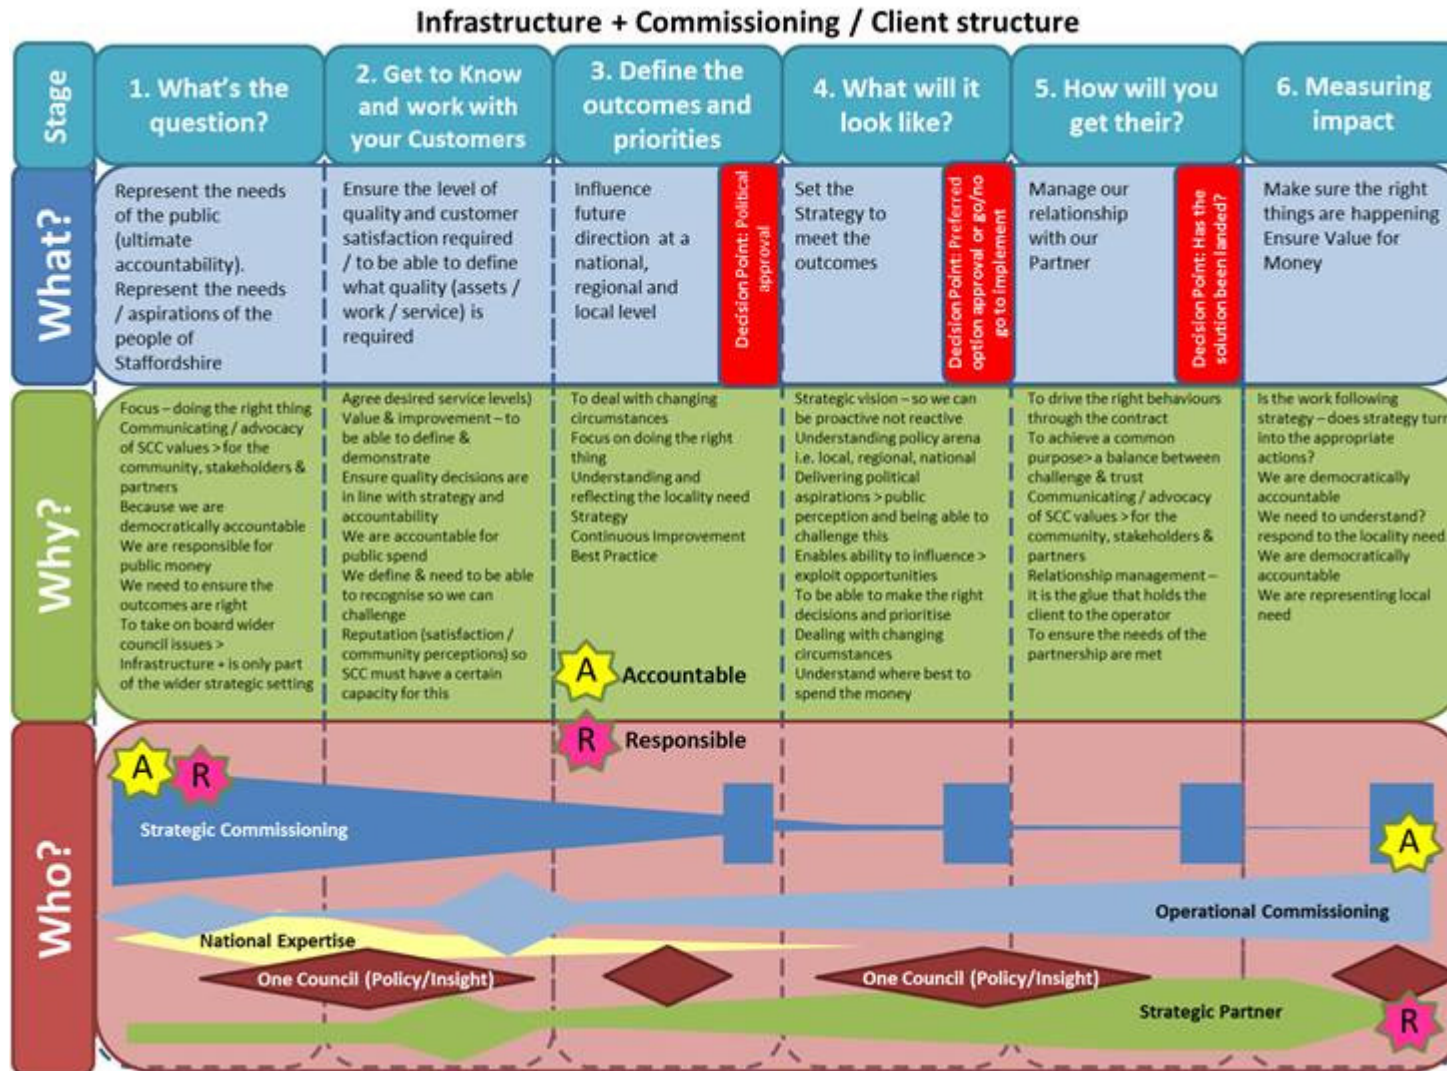 Infrastructure + Commissioning / Client structure
Stage
1. What's the
question?
2. Get to Know
and work with
your Customers
3. Define the
outcomes and
priorities
4. What will it
look like?
5. How will you
get their?
6. Measuring
impact
What?
Represent the needs
of the public
(ultimate
accountability).
Represent the needs
/ aspirations of the
people of
Staffordshire
Ensure the level of
quality and customer
satisfaction required
/ to be able to define
what quality (assets /
work / service) is
required
Influence
future
direction at a
national,
regional and
local level
Decision Point: Political
approval
Set the
Strategy to
meet the
outcomes
Decision Point: Preferred
option approval or go/no
go to implement
Manage our
relationship
with our
Partner
Decision Point: Has the
solution been landed?
Make sure the right
things are happening
Ensure Value for
Money
Why?
Focus – doing the right thing
Communicating / advocacy
of SCC values > for the
community, stakeholders &
partners
Because we are
democratically accountable
We are responsible for
public money
We need to ensure the
outcomes are right
To take on board wider
council issues >
Infrastructure + is only part
of the wider strategic setting
Agree desired service levels)
Value & improvement – to
be able to define &
demonstrate
Ensure quality decisions are
in line with strategy and
accountability
We are accountable for
public spend
We define & need to be able
to recognise so we can
challenge
Reputation (satisfaction /
community perceptions) so
SCC must have a certain
capacity for this
To deal with changing
circumstances
Focus on doing the right
thing
Understanding and
reflecting the locality need
Strategy
Continuous Improvement
Best Practice
A Accountable
R Responsible
Strategic vision – so we can
be proactive not reactive
Understanding policy arena
i.e. local, regional, national
Delivering political
aspirations > public
perception and being able to
challenge this
Enables ability to influence >
exploit opportunities
To be able to make the right
decisions and prioritise
Dealing with changing
circumstances
Understand where best to
spend the money
To drive the right behaviours
through the contract
To achieve a common
purpose> a balance between
challenge & trust
Communicating / advocacy
of SCC values > for the
community, stakeholders &
partners
Relationship management –
it is the glue that holds the
client to the operator
To ensure the needs of the
partnership are met
Is the work following
strategy – does strategy turn
into the appropriate
actions?
We are democratically
accountable
We need to understand?
respond to the locality need
We are democratically
accountable
We are representing local
need
Who?
A
R
Strategic Commissioning
A
Operational Commissioning
National Expertise
One Council (Policy/Insight)
One Council (Policy/Insight)
Strategic Partner
R